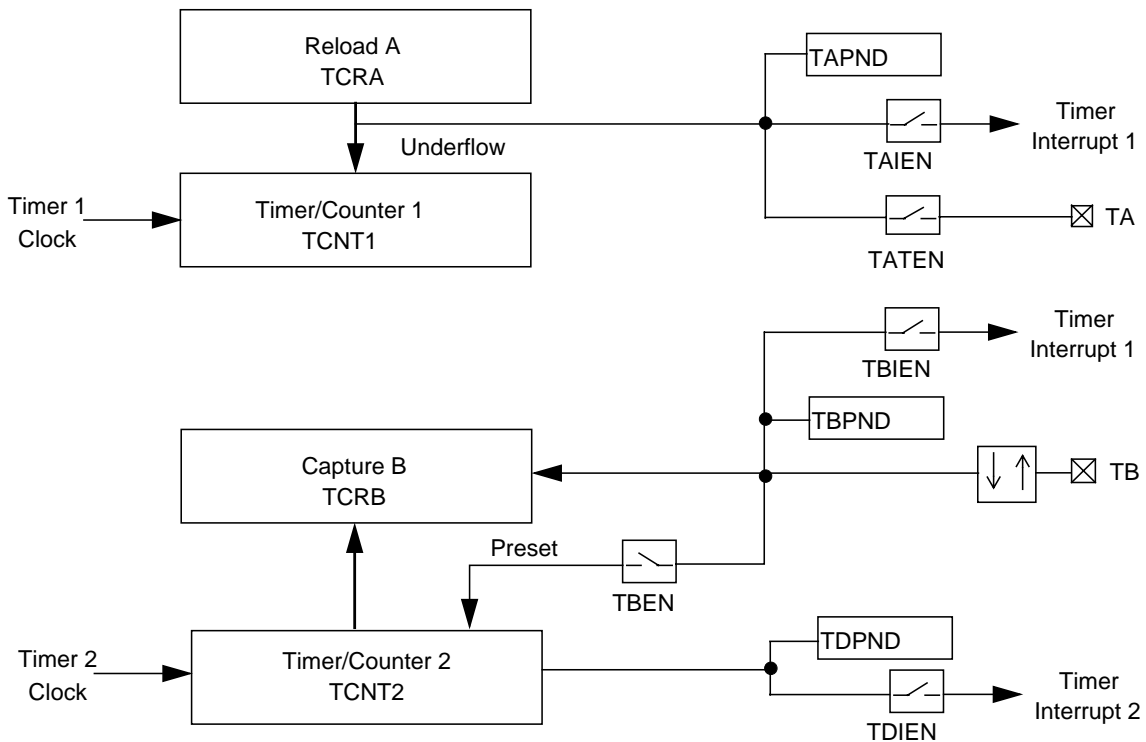 Reload A
TCRA
TAPND
Timer
Interrupt 1
Underflow
TAIEN
Timer 1
Clock
Timer/Counter 1
TCNT1
TA
TATEN
Timer
Interrupt 1
TBIEN
TBPND
Capture B
TCRB
TB
Preset
TBEN
TDPND
Timer 2
Clock
Timer/Counter 2
TCNT2
Timer
Interrupt 2
TDIEN